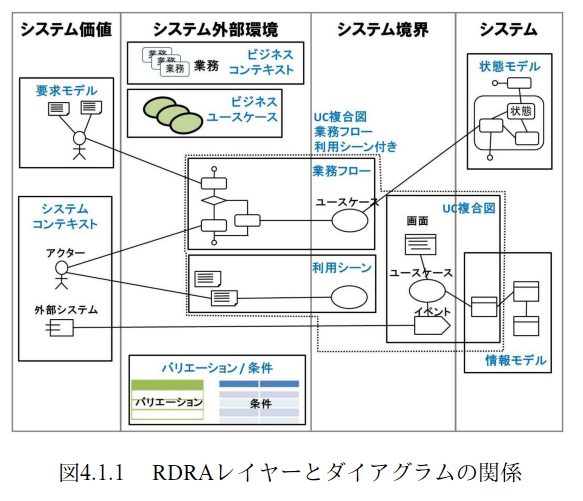 システム価値
システム外部環境
システム境界
システム
要求モデル
業務
業務
業務
業務
ビジネス
コンテキスト
ビジネス
ユースケース
UC複合図
業務フロー
利用シーン付き
状態モデル
状態
業務フロー
ユースケース
システム
コンテキスト
アクター
外部システム
利用シーン
UC複合図
画面
ユースケース
イベント
情報モデル
バリエーション / 条件
バリエーション
条件
図4.1.1 RDRAレイヤーとダイアグラムの関係